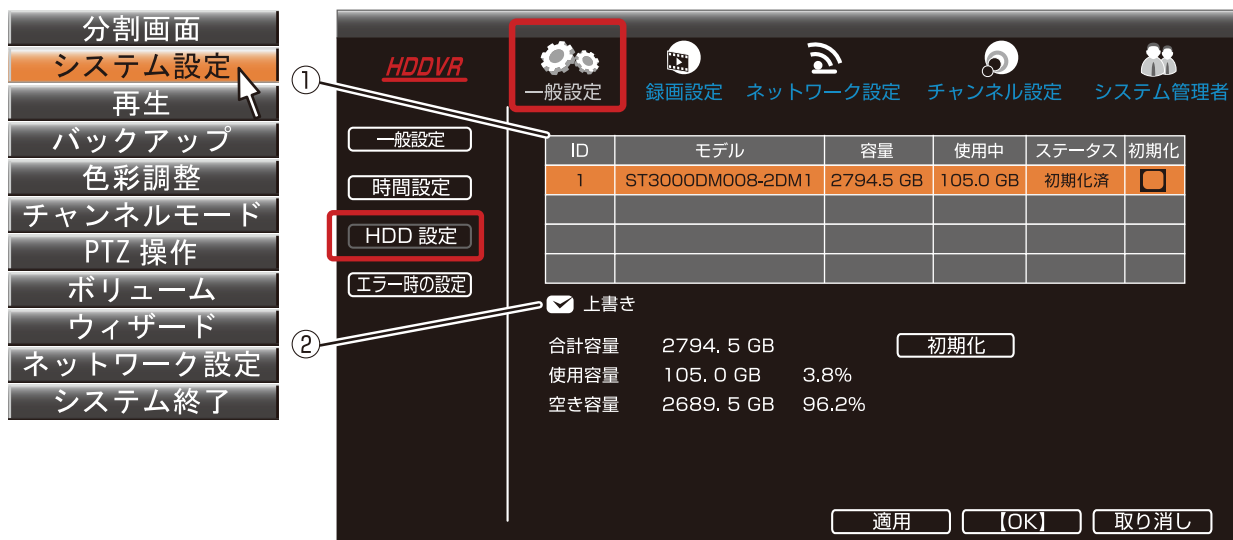 分割画面
システム設定
再生
バックアップ
色彩調整
チャンネルモード
PTZ 操作
ボリューム
ウィザード
ネットワーク設定
システム終了
①
②
HDDVR
一般設定 録画設定 ネットワーク設定 チャンネル設定 システム管理者
一般設定
時間設定
HDD 設定
エラー時の設定
ID モデル 容量 使用中 ステータス 初期化
1 ST3000DM008-2DM1 2794.5 GB 105.0 GB 初期化済
上書き
合計容量 2794. 5 GB 初期化
使用容量 105. 0 GB 3.8%
空き容量 2689. 5 GB 96.2%
適用 【OK】 取り消し